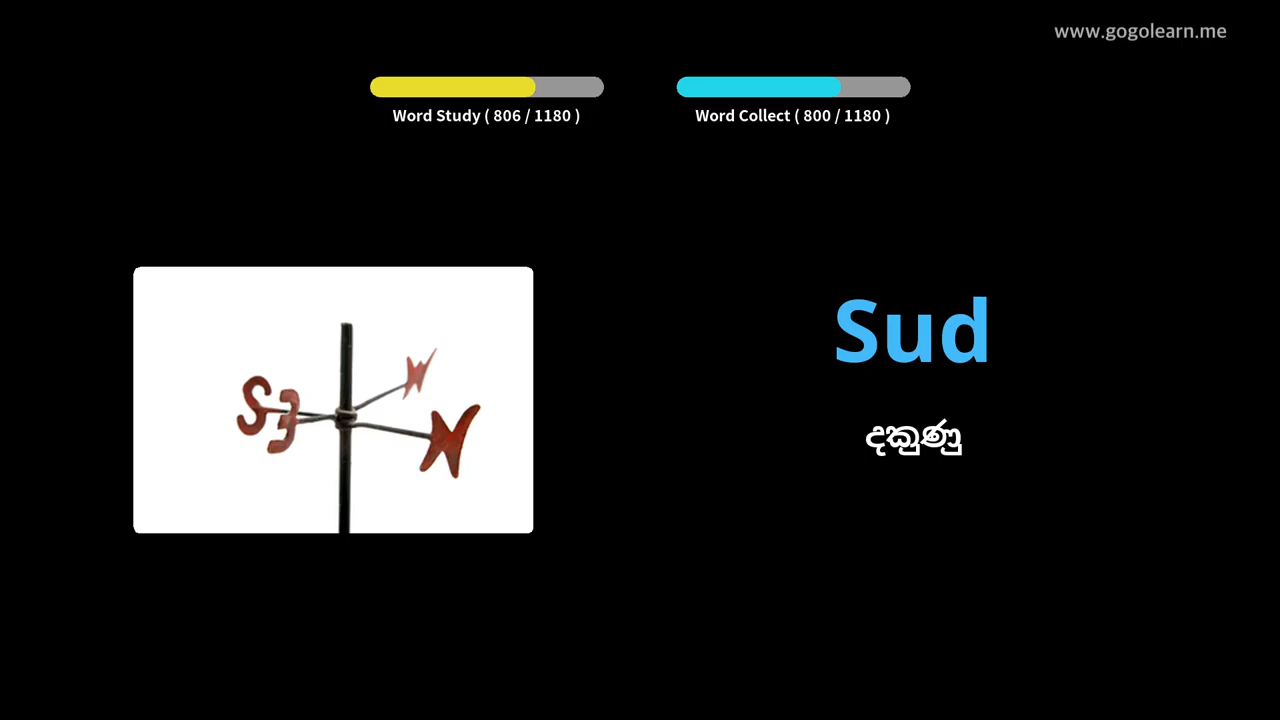 www.gogolearn.me
Word Study ( 806 / 1180 )
Word Collect ( 800 / 1180 )
S E N W
Sud
දකුණු